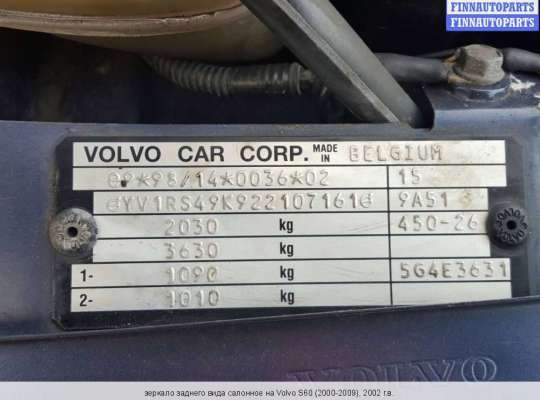 FINNAUTOPARTS
FINNAUTOPARTS
FINNAUTOPARTS
VOLVO CAR CORP. MADE IN BELGIUM
e9*98/14*0036*02 15
YV1RS49K922107161 9A51
2030 kg 450-26
3630 kg
1- 1090 kg 5G4E3631
2- 1010 kg
VOLVO
зеркало заднего вида салонное на Volvo S60 (2000-2009), 2002 г.в.